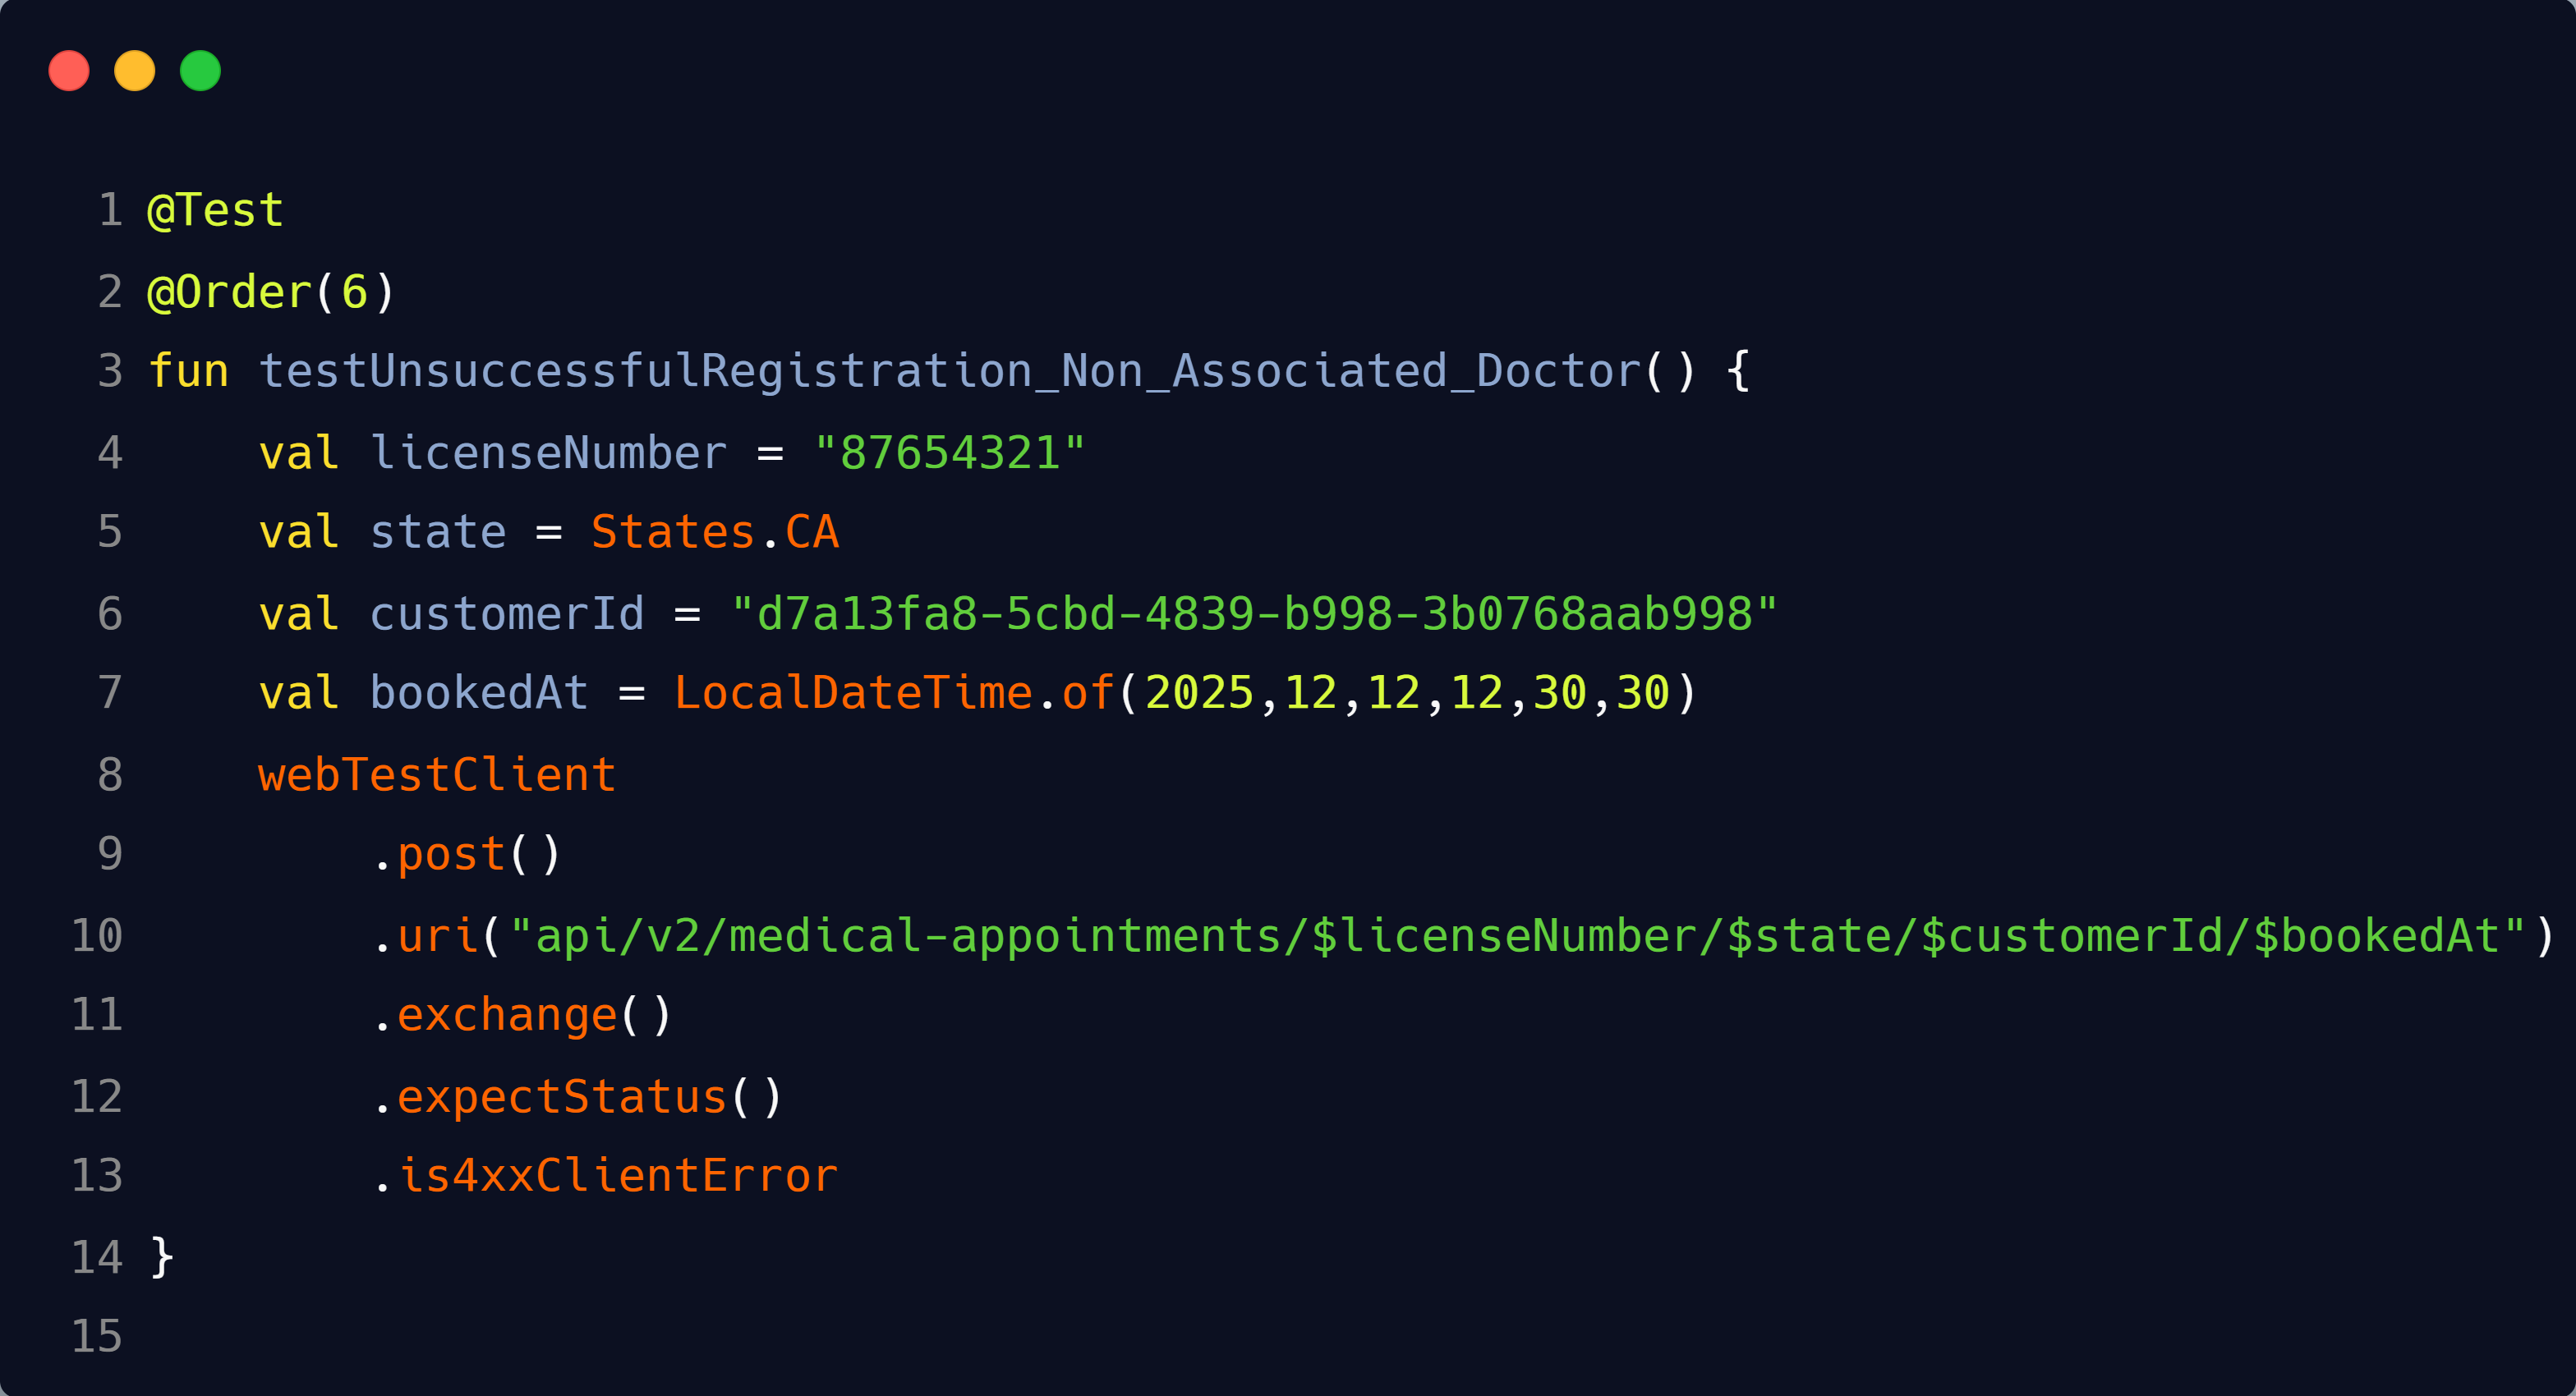 1 @Test
2 @Order(6)
3 fun testUnsuccessfulRegistration_Non_Associated_Doctor() {
4     val licenseNumber = "87654321"
5     val state = States.CA
6     val customerId = "d7a13fa8-5cbd-4839-b998-3b0768aab998"
7     val bookedAt = LocalDateTime.of(2025,12,12,12,30,30)
8     webTestClient
9         .post()
10         .uri("api/v2/medical-appointments/$licenseNumber/$state/$customerId/$bookedAt")
11         .exchange()
12         .expectStatus()
13         .is4xxClientError
14 }
15